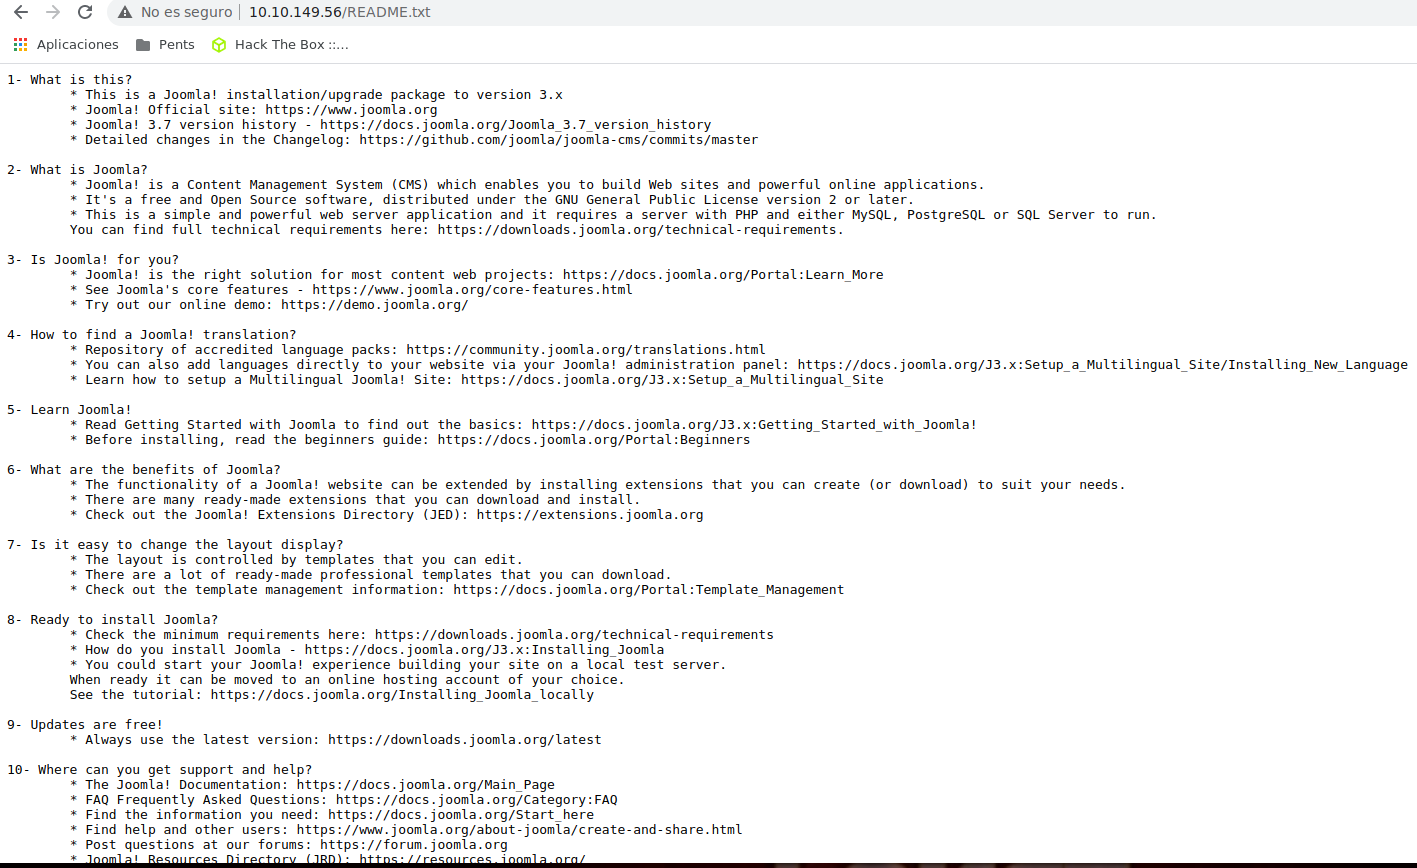 No es seguro | 10.10.149.56/README.txt
Aplicaciones Pents Hack The Box ::...
1- What is this?
* This is a Joomla! installation/upgrade package to version 3.x
* Joomla! Official site: https://www.joomla.org
* Joomla! 3.7 version history - https://docs.joomla.org/Joomla_3.7_version_history
* Detailed changes in the Changelog: https://github.com/joomla/joomla-cms/commits/master
2- What is Joomla?
* Joomla! is a Content Management System (CMS) which enables you to build Web sites and powerful online applications.
* It's a free and Open Source software, distributed under the GNU General Public License version 2 or later.
* This is a simple and powerful web server application and it requires a server with PHP and either MySQL, PostgreSQL or SQL Server to run.
You can find full technical requirements here: https://downloads.joomla.org/technical-requirements.
3- Is Joomla! for you?
* Joomla! is the right solution for most content web projects: https://docs.joomla.org/Portal:Learn_More
* See Joomla's core features - https://www.joomla.org/core-features.html
* Try out our online demo: https://demo.joomla.org/
4- How to find a Joomla! translation?
* Repository of accredited language packs: https://community.joomla.org/translations.html
* You can also add languages directly to your website via your Joomla! administration panel: https://docs.joomla.org/J3.x:Setup_a_Multilingual_Site/Installing_New_Language
* Learn how to setup a Multilingual Joomla! Site: https://docs.joomla.org/J3.x:Setup_a_Multilingual_Site
5- Learn Joomla!
* Read Getting Started with Joomla to find out the basics: https://docs.joomla.org/J3.x:Getting_Started_with_Joomla!
* Before installing, read the beginners guide: https://docs.joomla.org/Portal:Beginners
6- What are the benefits of Joomla?
* The functionality of a Joomla! website can be extended by installing extensions that you can create (or download) to suit your needs.
* There are many ready-made extensions that you can download and install.
* Check out the Joomla! Extensions Directory (JED): https://extensions.joomla.org
7- Is it easy to change the layout display?
* The layout is controlled by templates that you can edit.
* There are a lot of ready-made professional templates that you can download.
* Check out the template management information: https://docs.joomla.org/Portal:Template_Management
8- Ready to install Joomla?
* Check the minimum requirements here: https://downloads.joomla.org/technical-requirements
* How do you install Joomla - https://docs.joomla.org/J3.x:Installing_Joomla
* You could start your Joomla! experience building your site on a local test server.
When ready it can be moved to an online hosting account of your choice.
See the tutorial: https://docs.joomla.org/Installing_Joomla_locally
9- Updates are free!
* Always use the latest version: https://downloads.joomla.org/latest
10- Where can you get support and help?
* The Joomla! Documentation: https://docs.joomla.org/Main_Page
* FAQ Frequently Asked Questions: https://docs.joomla.org/Category:FAQ
* Find the information you need: https://docs.joomla.org/Start_here
* Find help and other users: https://www.joomla.org/about-joomla/create-and-share.html
* Post questions at our forums: https://forum.joomla.org
* Joomla! Resources Directory (JRD): https://resources.joomla.org/